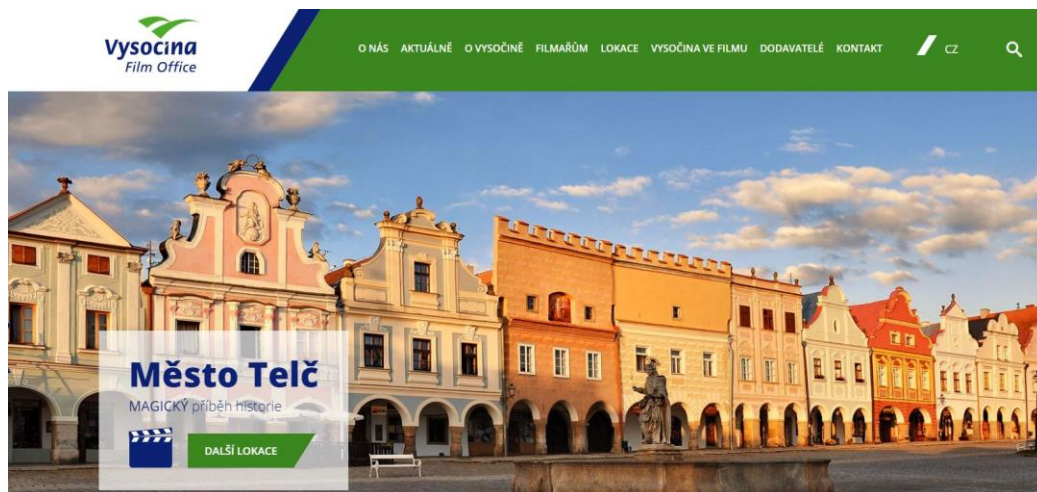 Vysočina
Film Office
O NÁS AKTUÁLNĚ O VYSOČINĚ FILMAŘŮM LOKACE VYSOČINA VE FILMU DODAVATELÉ KONTAKT CZ
Město Telč
MAGICKÝ příběh historie
DALŠÍ LOKACE